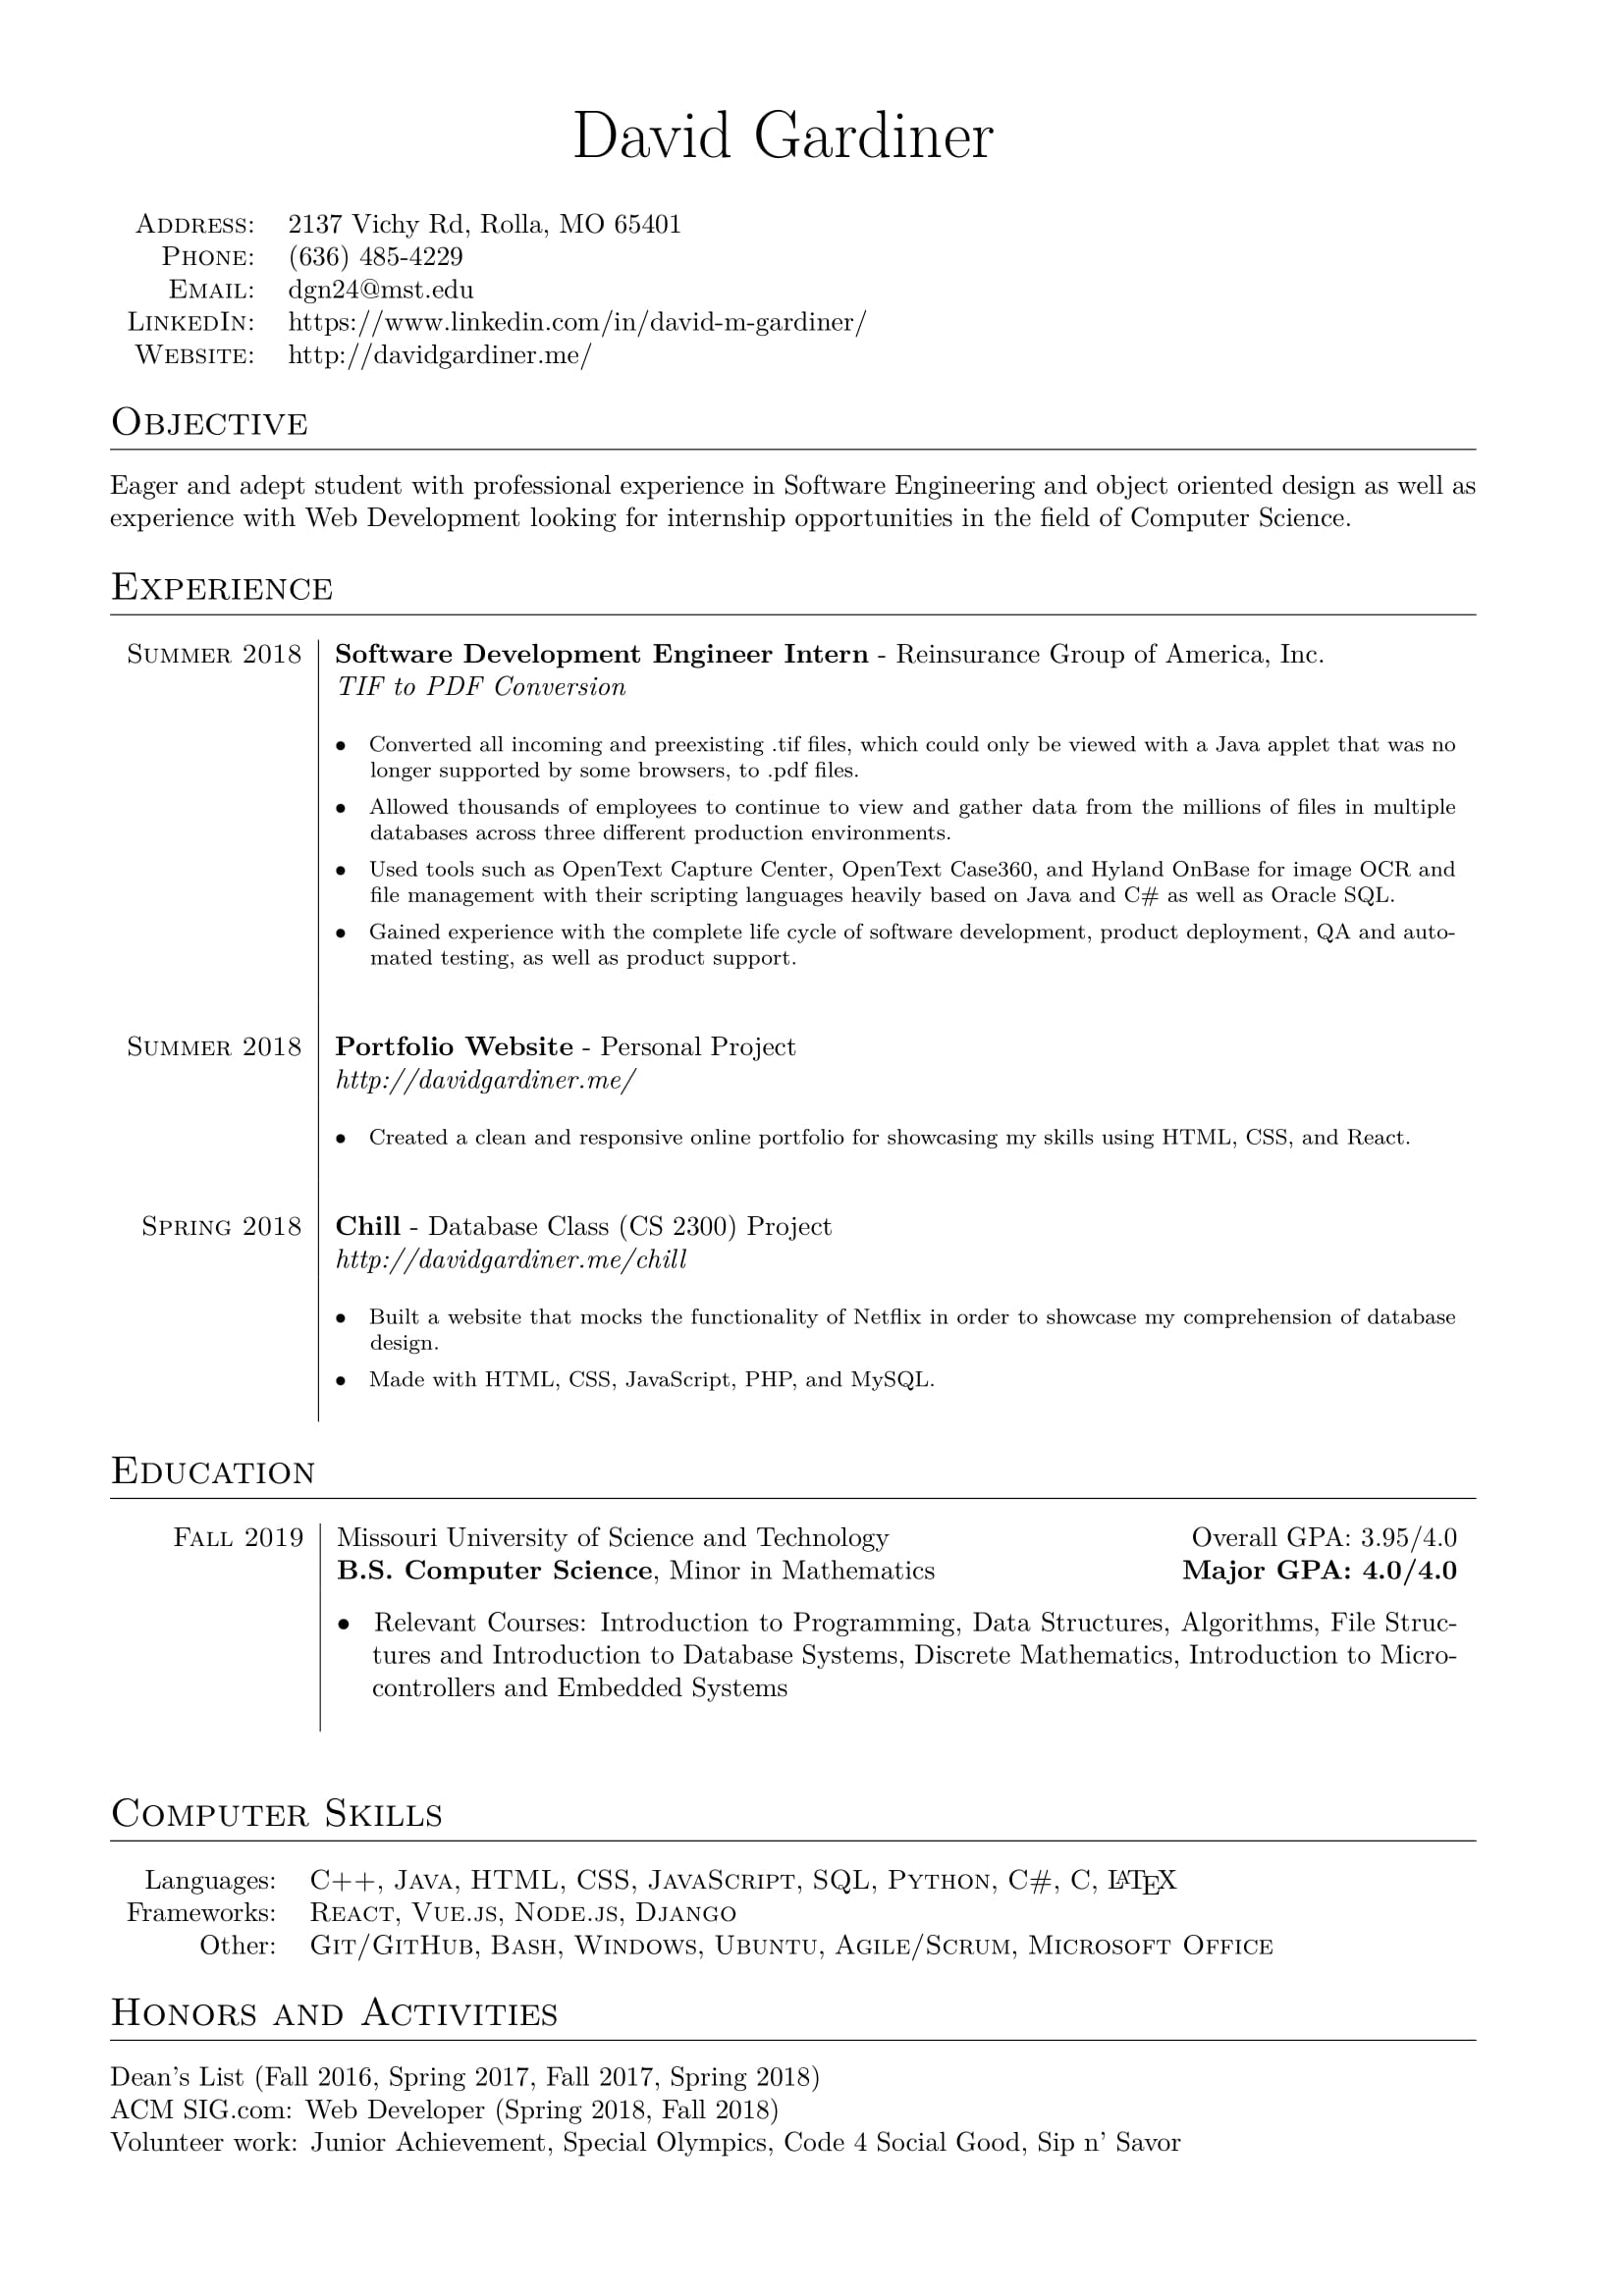 David Gardiner
Address: 2137 Vichy Rd, Rolla, MO 65401
Phone: (636) 485-4229
Email: dgn24@mst.edu
LinkedIn: https://www.linkedin.com/in/david-m-gardiner/
Website: http://davidgardiner.me/
Objective
Eager and adept student with professional experience in Software Engineering and object oriented design as well as
experience with Web Development looking for internship opportunities in the field of Computer Science.
Experience
Summer 2018 Software Development Engineer Intern - Reinsurance Group of America, Inc.
TIF to PDF Conversion
• Converted all incoming and preexisting .tif files, which could only be viewed with a Java applet that was no
longer supported by some browsers, to .pdf files.
• Allowed thousands of employees to continue to view and gather data from the millions of files in multiple
databases across three different production environments.
• Used tools such as OpenText Capture Center, OpenText Case360, and Hyland OnBase for image OCR and
file management with their scripting languages heavily based on Java and C# as well as Oracle SQL.
• Gained experience with the complete life cycle of software development, product deployment, QA and auto-
mated testing, as well as product support.
Summer 2018 Portfolio Website - Personal Project
http://davidgardiner.me/
• Created a clean and responsive online portfolio for showcasing my skills using HTML, CSS, and React.
Spring 2018 Chill - Database Class (CS 2300) Project
http://davidgardiner.me/chill
• Built a website that mocks the functionality of Netflix in order to showcase my comprehension of database
design.
• Made with HTML, CSS, JavaScript, PHP, and MySQL.
Education
Fall 2019 Missouri University of Science and Technology Overall GPA: 3.95/4.0
B.S. Computer Science, Minor in Mathematics Major GPA: 4.0/4.0
• Relevant Courses: Introduction to Programming, Data Structures, Algorithms, File Struc-
tures and Introduction to Database Systems, Discrete Mathematics, Introduction to Micro-
controllers and Embedded Systems
Computer Skills
Languages: C++, Java, HTML, CSS, JavaScript, SQL, Python, C#, C, LATEX
Frameworks: React, Vue.js, Node.js, Django
Other: Git/GitHub, Bash, Windows, Ubuntu, Agile/Scrum, Microsoft Office
Honors and Activities
Dean's List (Fall 2016, Spring 2017, Fall 2017, Spring 2018)
ACM SIG.com: Web Developer (Spring 2018, Fall 2018)
Volunteer work: Junior Achievement, Special Olympics, Code 4 Social Good, Sip n' Savor